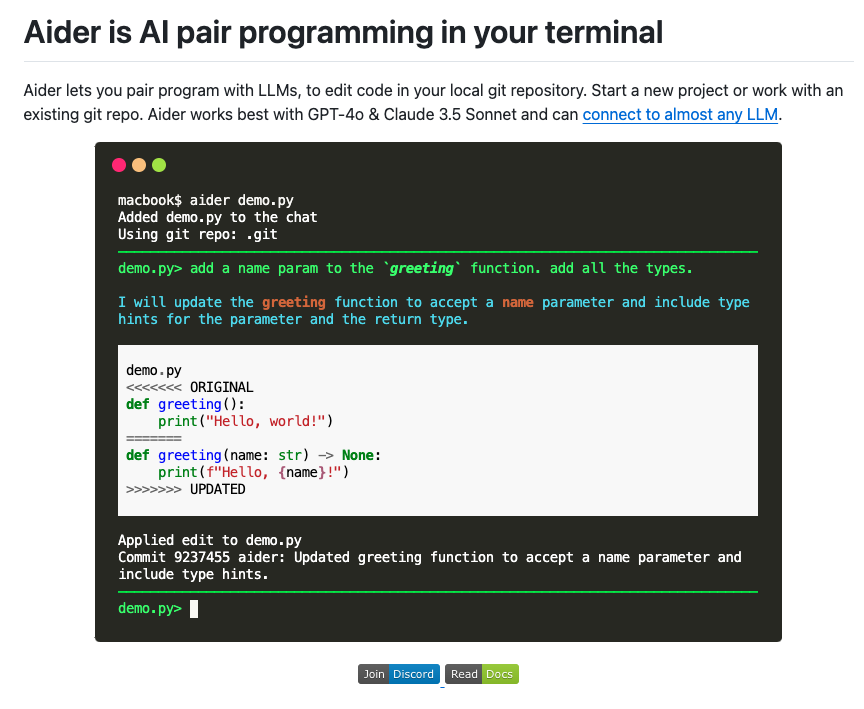 Aider is AI pair programming in your terminal
Aider lets you pair program with LLMs, to edit code in your local git repository. Start a new project or work with an
existing git repo. Aider works best with GPT-4o & Claude 3.5 Sonnet and can connect to almost any LLM.
macbook$ aider demo.py
Added demo.py to the chat
Using git repo: .git
demo.py> add a name param to the `greeting` function. add all the types.
I will update the greeting function to accept a name parameter and include type
hints for the parameter and the return type.
demo.py
<<<<<<< ORIGINAL
def greeting():
    print("Hello, world!")
=======
def greeting(name: str) -> None:
    print(f"Hello, {name}!")
>>>>>>> UPDATED
Applied edit to demo.py
Commit 9237455 aider: Updated greeting function to accept a name parameter and
include type hints.
demo.py>
Join Discord Read Docs